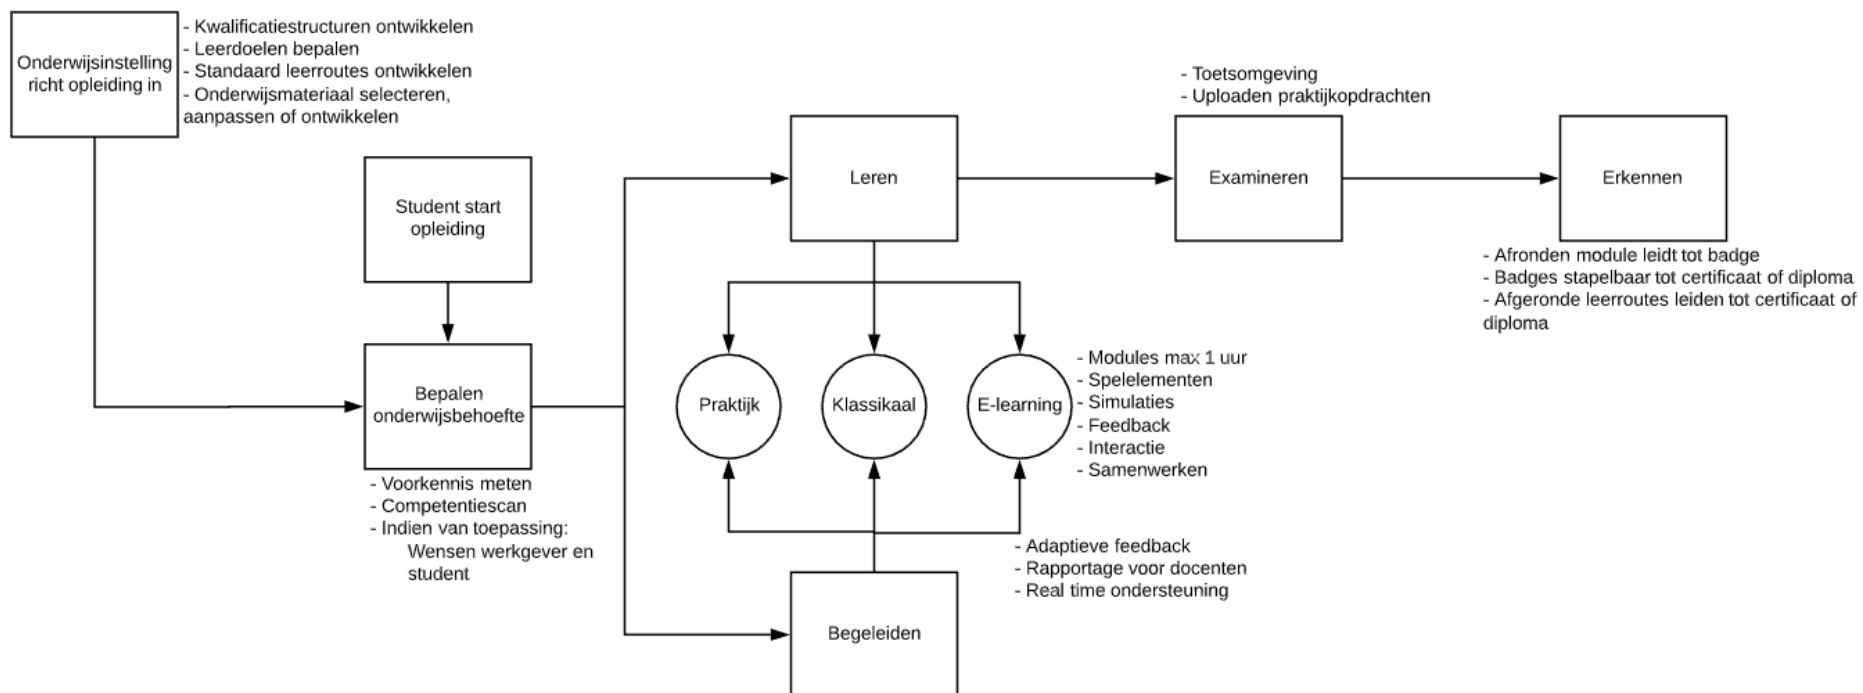 Onderwijsinstelling
richt opleiding in
- Kwalificatiestructuren ontwikkelen
- Leerdoelen bepalen
- Standaard leerroutes ontwikkelen
- Onderwijsmateriaal selecteren,
aanpassen of ontwikkelen
Student start
opleiding
Bepalen
onderwijsbehoefte
- Voorkennis meten
- Competentiescan
- Indien van toepassing:
Wensen werkgever en
student
Leren
Praktijk
Klassikaal
E-learning
- Modules max 1 uur
- Spelelementen
- Simulaties
- Feedback
- Interactie
- Samenwerken
- Adaptieve feedback
- Rapportage voor docenten
- Real time ondersteuning
Begeleiden
- Toetsomgeving
- Uploaden praktijkopdrachten
Examineren
Erkennen
- Afronden module leidt tot badge
- Badges stapelbaar tot certificaat of diploma
- Afgeronde leerroutes leiden tot certificaat of
diploma